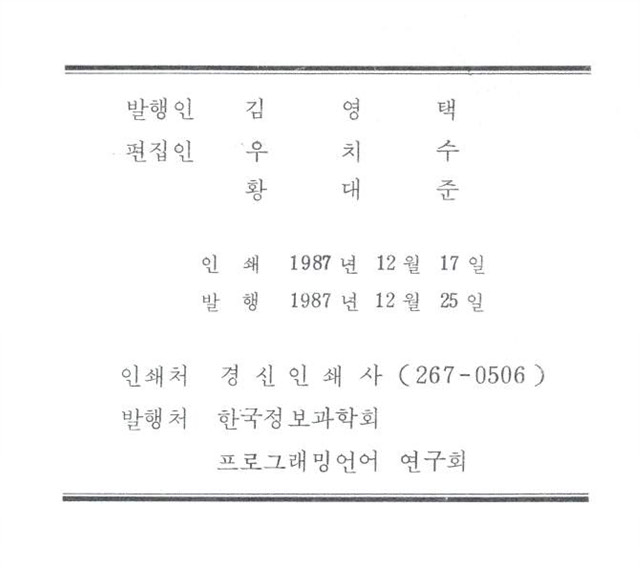 발행인 김 영 택
편집인 우 치 수
황 대 준
인 쇄 1987 년 12 월 17 일
발 행 1987 년 12 월 25 일
인쇄처 경 신 인 쇄 사 ( 267-0506 )
발행처 한국정보과학회
프로그래밍언어 연구회